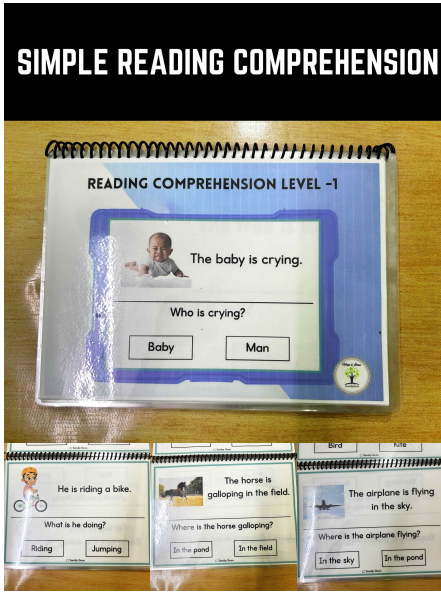 SIMPLE READING COMPREHENSION
READING COMPREHENSION LEVEL -1
The baby is crying.
Who is crying?
Baby
Man
He is riding a bike.
What is he doing?
Riding
Jumping
The horse is
galloping in the field.
Where is the horse galloping?
In the pond
In the field
Bird
Kite
The airplane is flying
in the sky.
Where is the airplane flying?
In the sky
In the pond